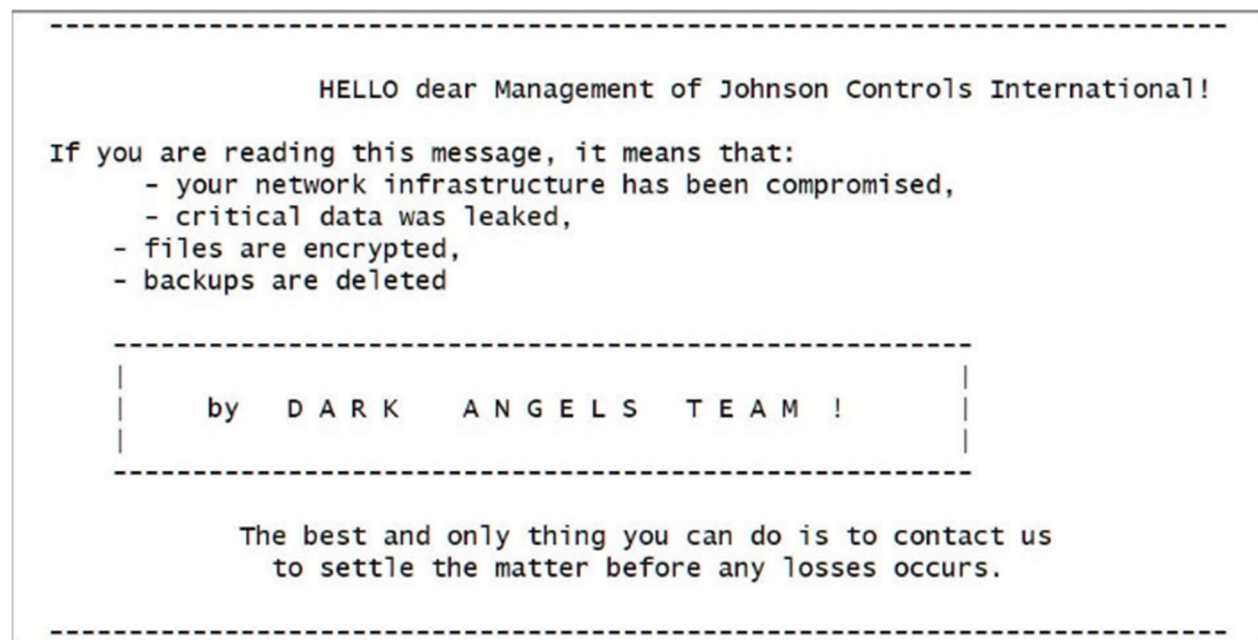 HELLO dear Management of Johnson Controls International!
If you are reading this message, it means that:
- your network infrastructure has been compromised,
- critical data was leaked,
- files are encrypted,
- backups are deleted
by D A R K A N G E L S T E A M !
The best and only thing you can do is to contact us
to settle the matter before any losses occurs.